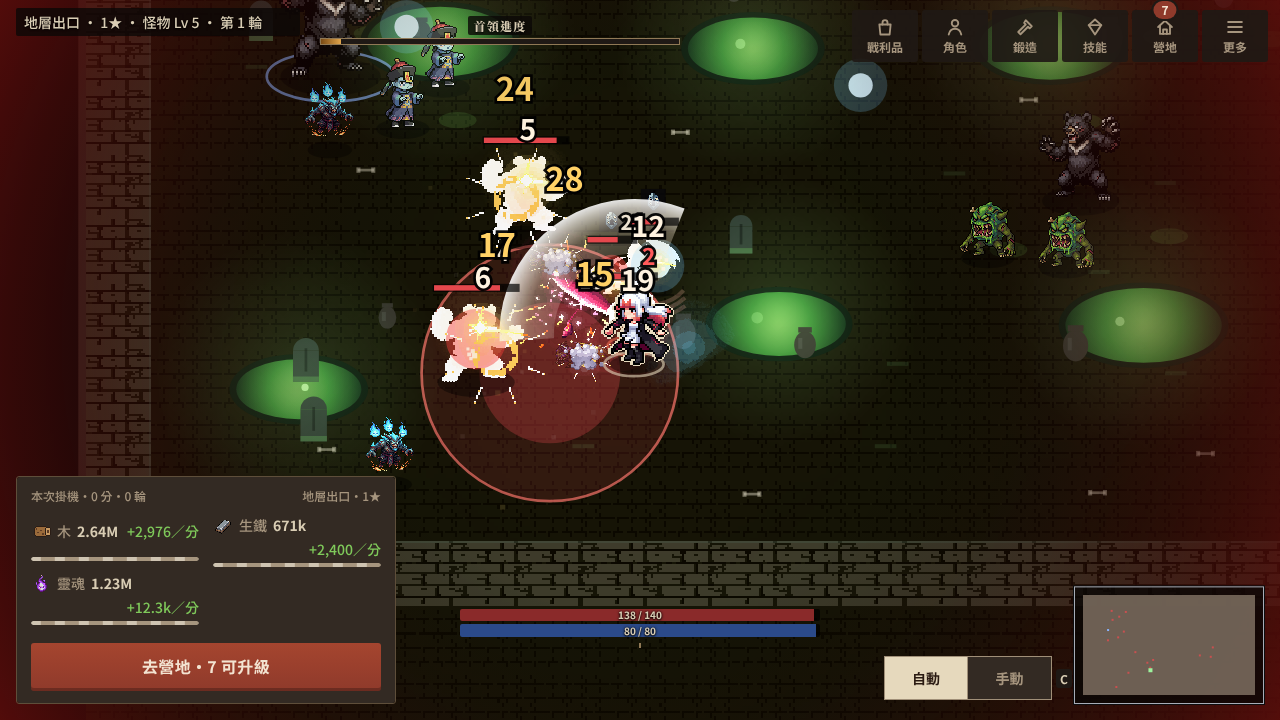 地層出口・1★・怪物 Lv 5・第 1 輪
首領進度
戰利品
角色
鍛造
技能
7
營地
更多
24
5
28
12
17
2
15
19
6
本次掛機・0 分・0 輪
地層出口・1★
木 2.64M +2,976／分
生鐵 671k
+2,400／分
靈魂 1.23M
+12.3k／分
去營地・7 可升級
138 / 140
80 / 80
自動
手動
C